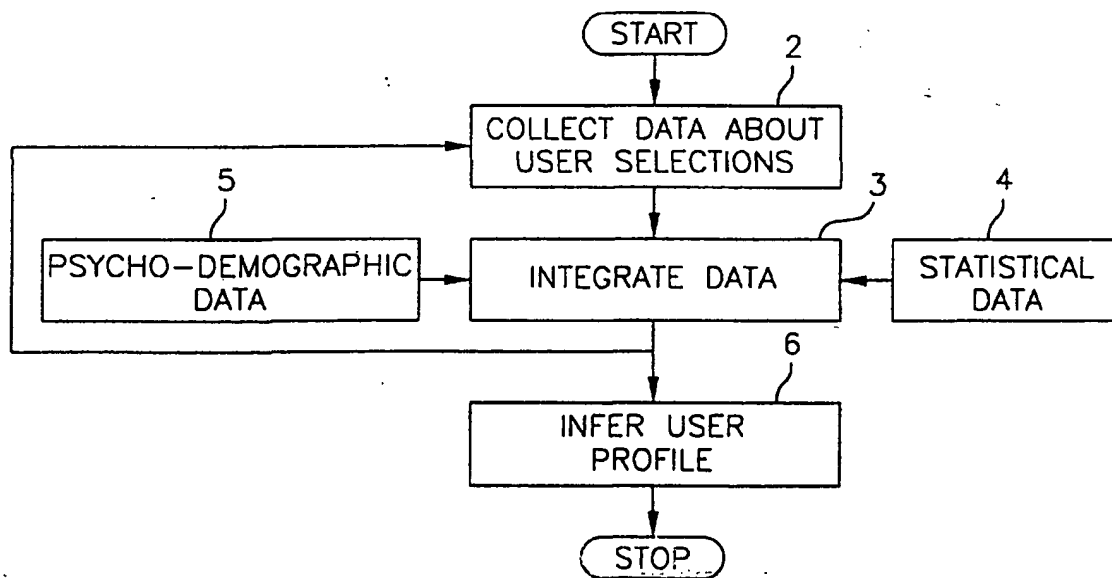 START
2
COLLECT DATA ABOUT
USER SELECTIONS
5
3
4
PSYCHO-DEMOGRAPHIC
DATA
INTEGRATE DATA
STATISTICAL
DATA
6
INFER USER
PROFILE
STOP